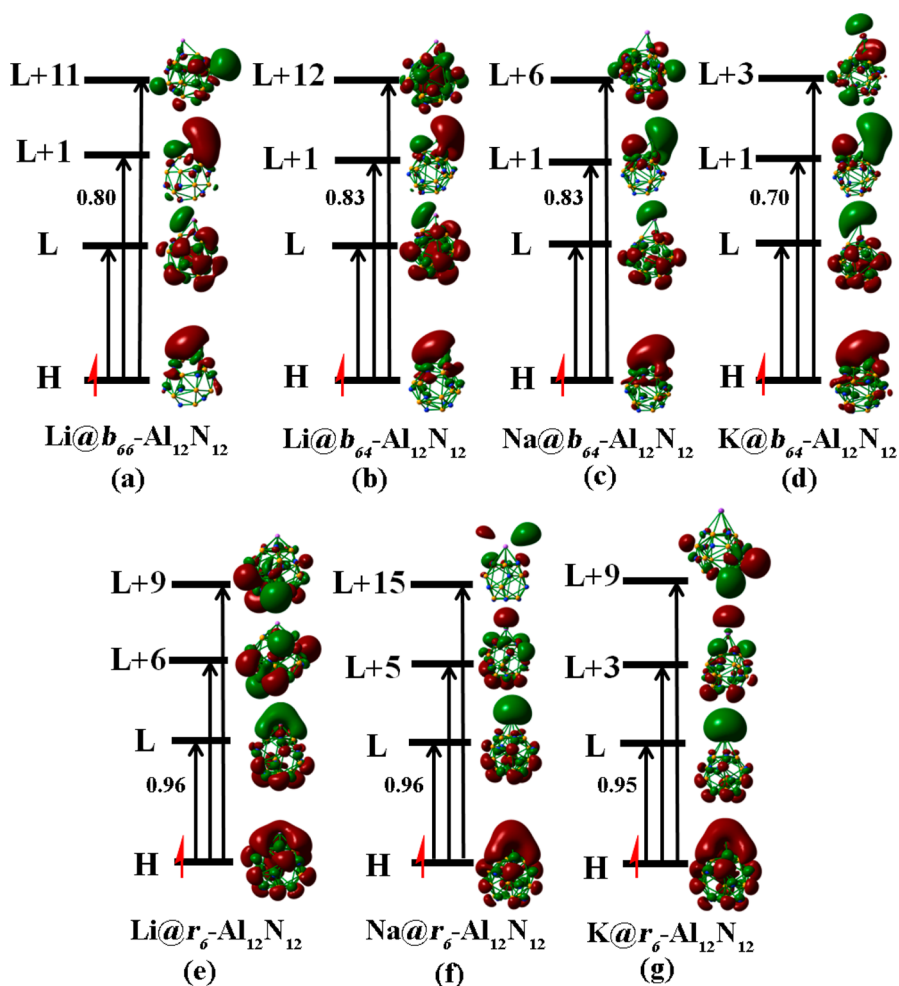 L+11
L+1
0.80
L
H
Li@b₆₆-Al₁₂N₁₂
(a)
L+12
L+1
0.83
L
H
Li@b₆₄-Al₁₂N₁₂
(b)
L+6
L+1
0.83
L
H
Na@b₆₄-Al₁₂N₁₂
(c)
L+3
L+1
0.70
L
H
K@b₆₄-Al₁₂N₁₂
(d)
L+9
L+6
L
0.96
H
Li@r₆-Al₁₂N₁₂
(e)
L+15
L+5
L
0.96
H
Na@r₆-Al₁₂N₁₂
(f)
L+9
L+3
L
0.95
H
K@r₆-Al₁₂N₁₂
(g)